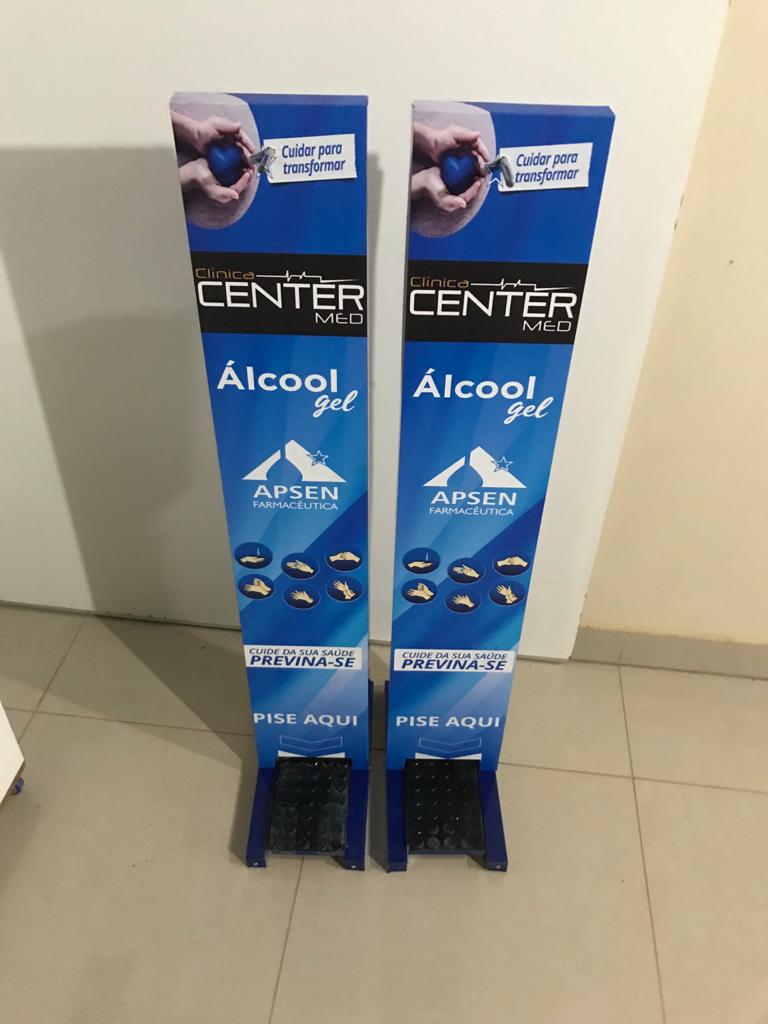 Cuidar para
transformar
Clínica
CENTER
MED
Álcool
gel
APSEN
FARMACÊUTICA
CUIDE DA SUA SAÚDE
PREVINA-SE
PISE AQUI
Cuidar para
transformar
Clínica
CENTER
MED
Álcool
gel
APSEN
FARMACÊUTICA
CUIDE DA SUA SAÚDE
PREVINA-SE
PISE AQUI